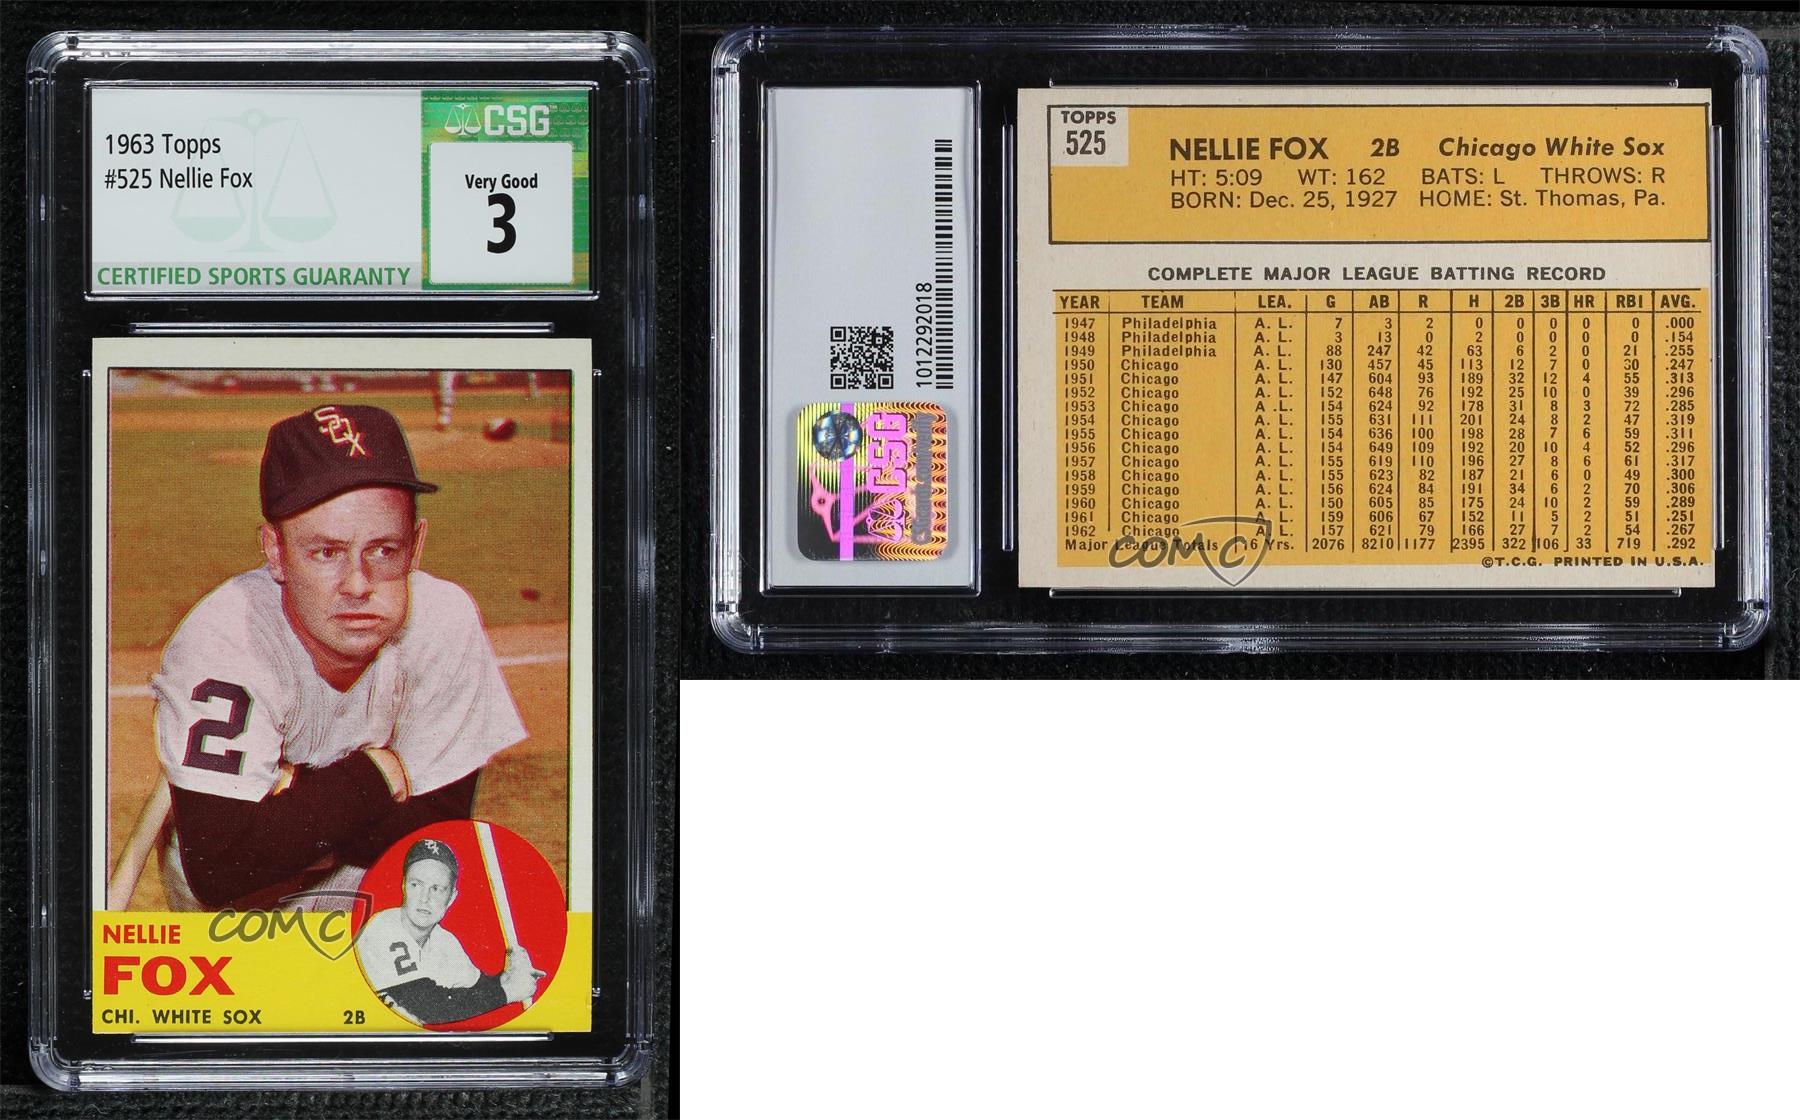 1963 Topps
#525 Nellie Fox
CERTIFIED SPORTS GUARANTY
CSG™
Very Good
3
SOX
2
NELLIE
FOX
CHI. WHITE SOX 2B
SOX
2
COMC
1012292018
CSG
TOPPS
525
NELLIE FOX 2B Chicago White Sox
HT: 5:09 WT: 162 BATS: L THROWS: R
BORN: Dec. 25, 1927 HOME: St. Thomas, Pa.
COMPLETE MAJOR LEAGUE BATTING RECORD
YEAR TEAM LEA. G AB R H 2B 3B HR RBI AVG.
1947 Philadelphia A. L. 7 3 2 0 0 0 0 0 .000
1948 Philadelphia A. L. 3 13 0 2 0 0 0 0 .154
1949 Philadelphia A. L. 88 247 42 63 6 2 0 21 .255
1950 Chicago A. L. 130 457 45 113 12 7 0 30 .247
1951 Chicago A. L. 147 604 93 189 32 12 4 55 .313
1952 Chicago A. L. 152 648 76 192 25 10 0 39 .296
1953 Chicago A. L. 154 624 92 178 31 8 3 72 .285
1954 Chicago A. L. 155 631 111 201 24 8 2 47 .319
1955 Chicago A. L. 154 636 100 198 28 7 6 59 .311
1956 Chicago A. L. 154 649 109 192 20 10 4 52 .296
1957 Chicago A. L. 155 619 110 196 27 8 6 61 .317
1958 Chicago A. L. 155 623 82 187 21 6 0 49 .300
1959 Chicago A. L. 156 624 84 191 34 6 2 70 .306
1960 Chicago A. L. 150 605 85 175 24 10 2 59 .289
1961 Chicago A. L. 159 606 67 152 11 5 2 51 .251
1962 Chicago A. L. 157 621 79 166 27 7 2 54 .267
Major League Totals 16 Yrs. 2076 8210 1177 2395 322 106 33 719 .292
©T.C.G. PRINTED IN U.S.A.
COMC